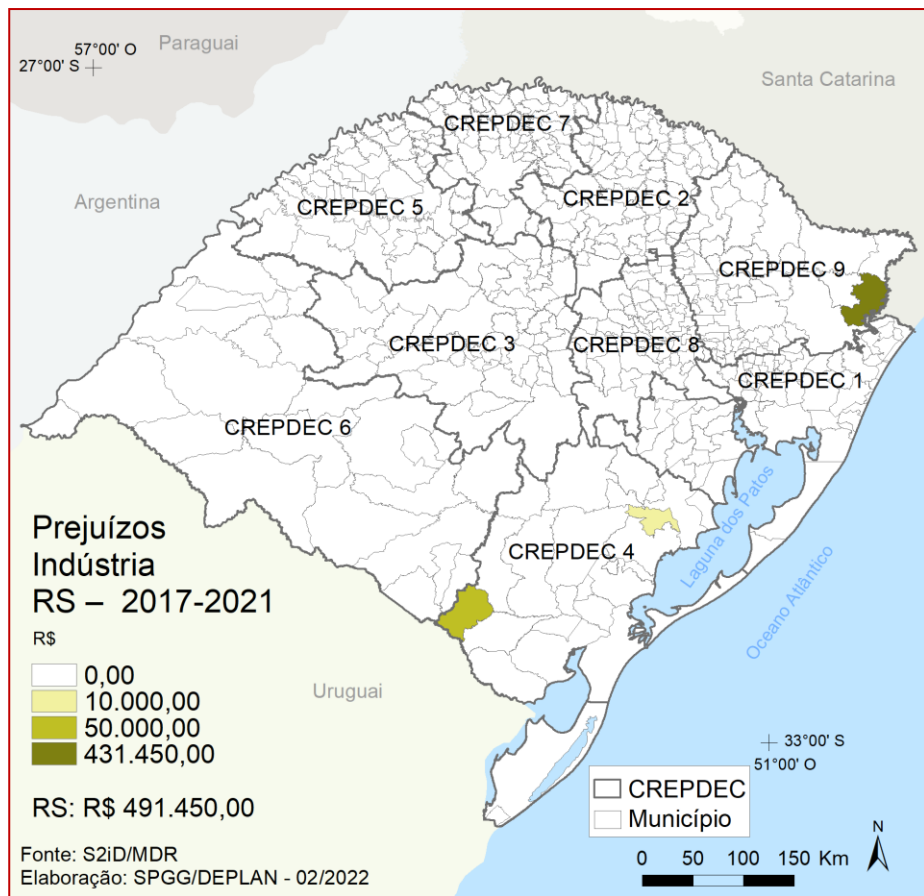 Paraguai
57°00' O
27°00' S
Santa Catarina
Argentina
CREPDEC 7
CREPDEC 2
CREPDEC 5
CREPDEC 9
CREPDEC 3
CREPDEC 8
CREPDEC 1
CREPDEC 6
CREPDEC 4
Laguna dos Patos
Oceano Atlântico
Uruguai
33°00' S
51°00' O
Prejuízos
Indústria
RS – 2017-2021
R$
0,00
10.000,00
50.000,00
431.450,00
RS: R$ 491.450,00
Fonte: S2iD/MDR
Elaboração: SPGG/DEPLAN - 02/2022
CREPDEC
Município
N
0 50 100 150 Km